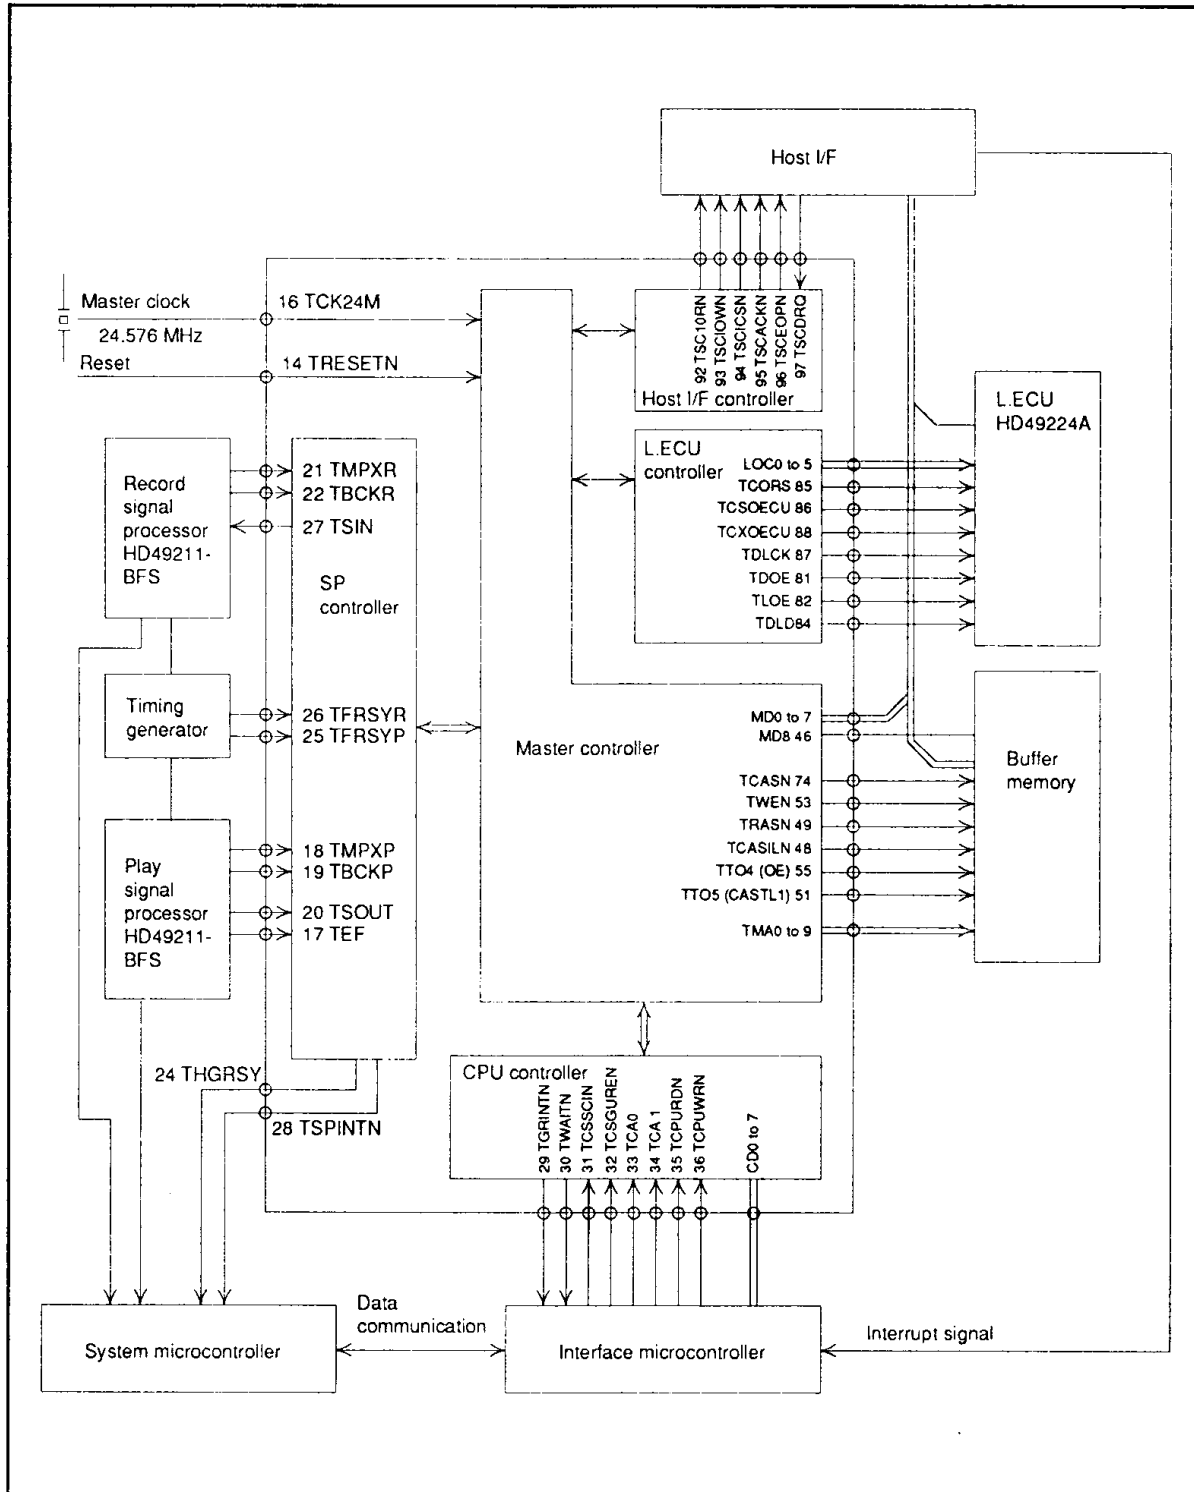 Host I/F
Master clock
24.576 MHz
Reset
16 TCK24M
14 TRESETN
92 TSC10RN
93 TSCIOWN
94 TSCICSN
95 TSCACKN
96 TSCEOPN
97 TSCDRQ
Host I/F controller
L.ECU
HD49224A
L.ECU
controller
LOC0 to 5
TCORS 85
TCSOECU 86
TCXOECU 88
TDLCK 87
TDOE 81
TLOE 82
TDLD84
Record
signal
processor
HD49211-
BFS
21 TMPXR
22 TBCKR
27 TSIN
SP
controller
Timing
generator
26 TFRSYR
25 TFRSYP
Master controller
MD0 to 7
MD8 46
TCASN 74
TWEN 53
TRASN 49
TCASILN 48
TTO4 (OE) 55
TTO5 (CASTL1) 51
TMA0 to 9
Buffer
memory
Play
signal
processor
HD49211-
BFS
18 TMPXP
19 TBCKP
20 TSOUT
17 TEF
24 THGRSY
28 TSPINTN
CPU controller
29 TGRINTN
30 TWAITN
31 TCSSCIN
32 TCSGUREN
33 TCA0
34 TCA 1
35 TCPURDN
36 TCPUWRN
CD0 to 7
System microcontroller
Data
communication
Interface microcontroller
Interrupt signal